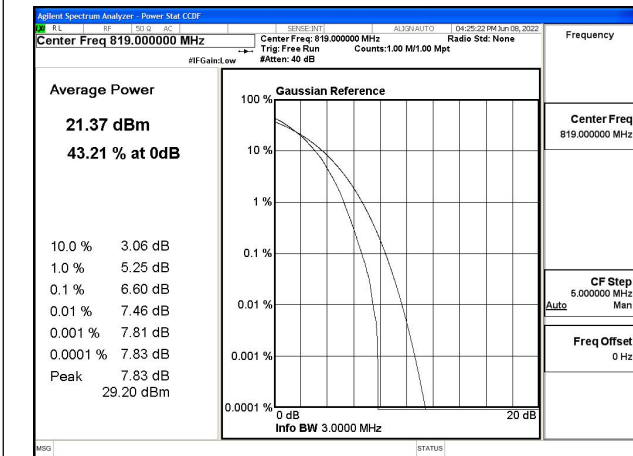 Agilent Spectrum Analyzer - Power Stat CCDF
LXI RL RF 50 Ω AC SENSE:INT ALIGN AUTO 04:25:22 PM Jun 08, 2022
Center Freq 819.000000 MHz
Center Freq: 819.000000 MHz Radio Std: None
Trig: Free Run Counts:1.00 M/1.00 Mpt
#IFGain:Low #Atten: 40 dB
Frequency
Average Power
21.37 dBm
43.21 % at 0dB
10.0 % 3.06 dB
1.0 % 5.25 dB
0.1 % 6.60 dB
0.01 % 7.46 dB
0.001 % 7.81 dB
0.0001 % 7.83 dB
Peak 7.83 dB
29.20 dBm
Gaussian Reference
100 %
10 %
1 %
0.1 %
0.01 %
0.001 %
0.0001 %
0 dB 20 dB
Info BW 3.0000 MHz
Center Freq
819.000000 MHz
CF Step
5.000000 MHz
Auto Man
Freq Offset
0 Hz
MSG STATUS